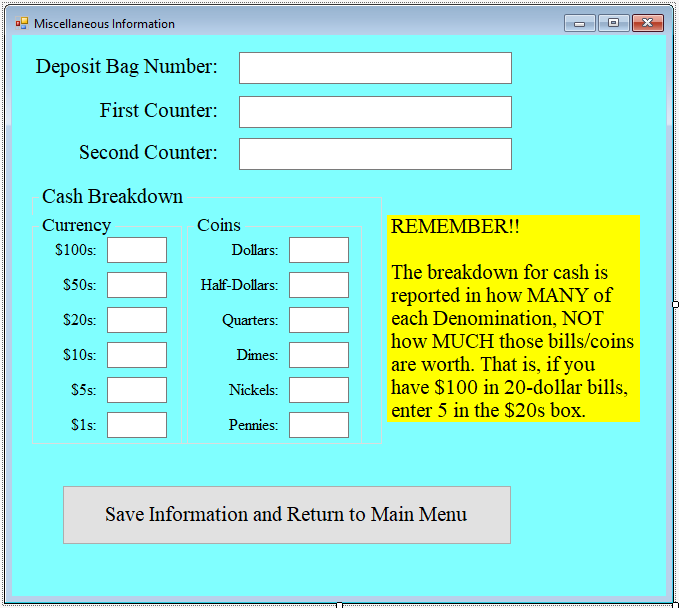 Miscellaneous Information
Deposit Bag Number:
First Counter:
Second Counter:
Cash Breakdown
Currency
$100s:
$50s:
$20s:
$10s:
$5s:
$1s:
Coins
Dollars:
Half-Dollars:
Quarters:
Dimes:
Nickels:
Pennies:
REMEMBER!!
The breakdown for cash is
reported in how MANY of
each Denomination, NOT
how MUCH those bills/coins
are worth. That is, if you
have $100 in 20-dollar bills,
enter 5 in the $20s box.
Save Information and Return to Main Menu